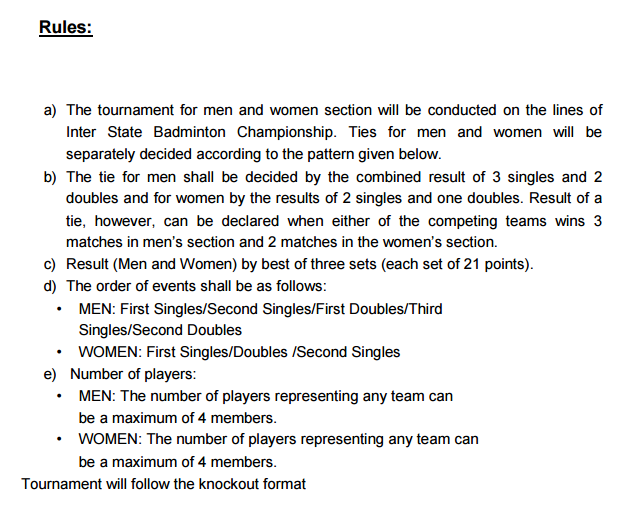 Rules:
a) The tournament for men and women section will be conducted on the lines of
Inter State Badminton Championship. Ties for men and women will be
separately decided according to the pattern given below.
b) The tie for men shall be decided by the combined result of 3 singles and 2
doubles and for women by the results of 2 singles and one doubles. Result of a
tie, however, can be declared when either of the competing teams wins 3
matches in men's section and 2 matches in the women's section.
c) Result (Men and Women) by best of three sets (each set of 21 points).
d) The order of events shall be as follows:
• MEN: First Singles/Second Singles/First Doubles/Third
Singles/Second Doubles
• WOMEN: First Singles/Doubles /Second Singles
e) Number of players:
• MEN: The number of players representing any team can
be a maximum of 4 members.
• WOMEN: The number of players representing any team can
be a maximum of 4 members.
Tournament will follow the knockout format